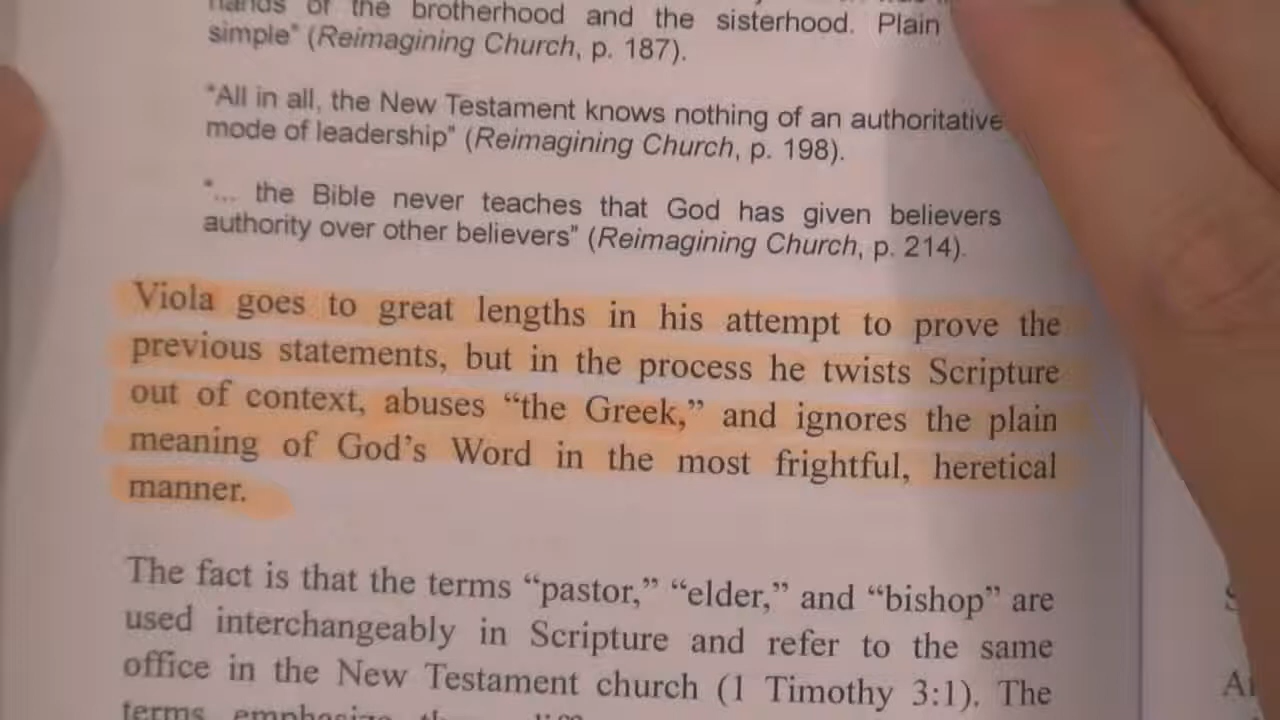 hands of the brotherhood and the sisterhood. Plain
simple" (Reimagining Church, p. 187).
"All in all, the New Testament knows nothing of an authoritative
mode of leadership" (Reimagining Church, p. 198).
"... the Bible never teaches that God has given believers
authority over other believers" (Reimagining Church, p. 214).
Viola goes to great lengths in his attempt to prove the
previous statements, but in the process he twists Scripture
out of context, abuses “the Greek,” and ignores the plain
meaning of God’s Word in the most frightful, heretical
manner.
The fact is that the terms “pastor,” “elder,” and “bishop” are
used interchangeably in Scripture and refer to the same
office in the New Testament church (1 Timothy 3:1). The
terms